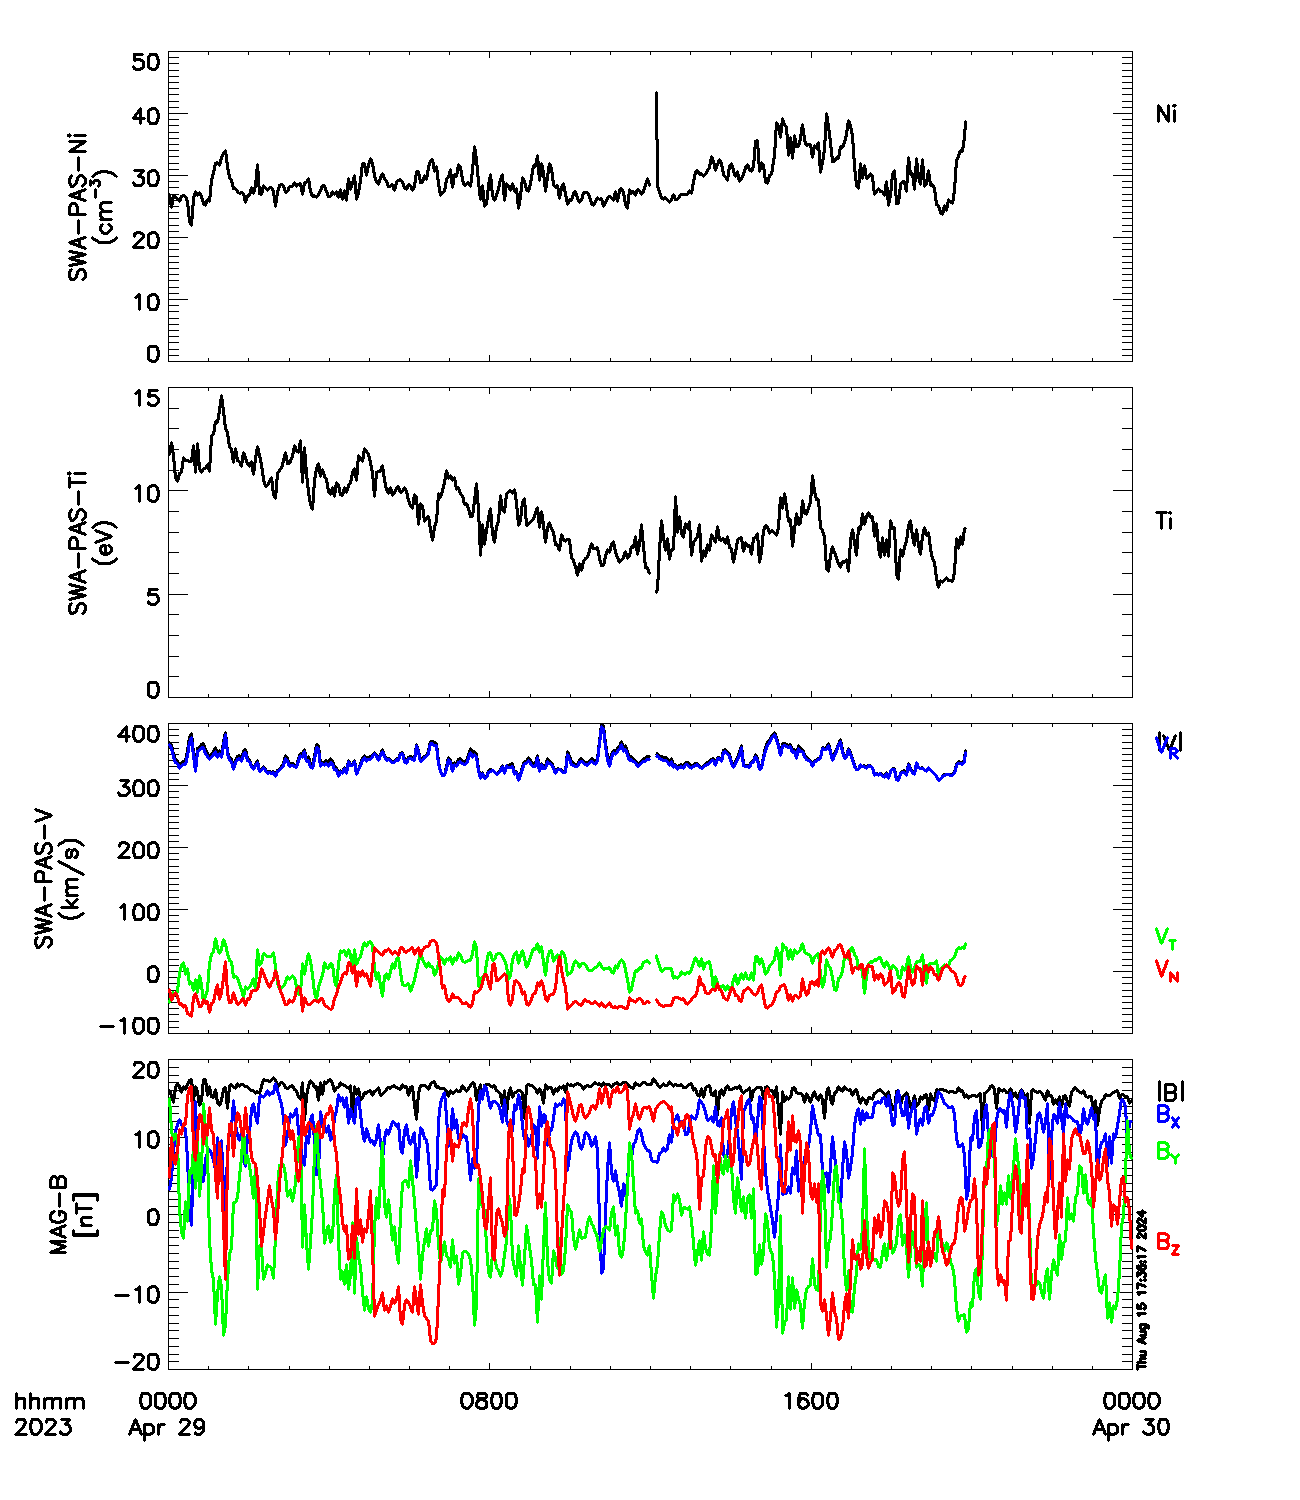 50
40
30
20
10
0
SWA-PAS-Ni
(cm⁻³)
Ni
15
10
5
0
SWA-PAS-Ti
(eV)
Ti
400
300
200
100
0
-100
SWA-PAS-V
(km/s)
|V|
V_R
V_T
V_N
20
10
0
-10
-20
MAG-B
[nT]
|B|
B_X
B_Y
B_Z
Thu Aug 15 17:36:17 2024
hhmm 0000 0800 1600 0000
2023 Apr 29 Apr 30